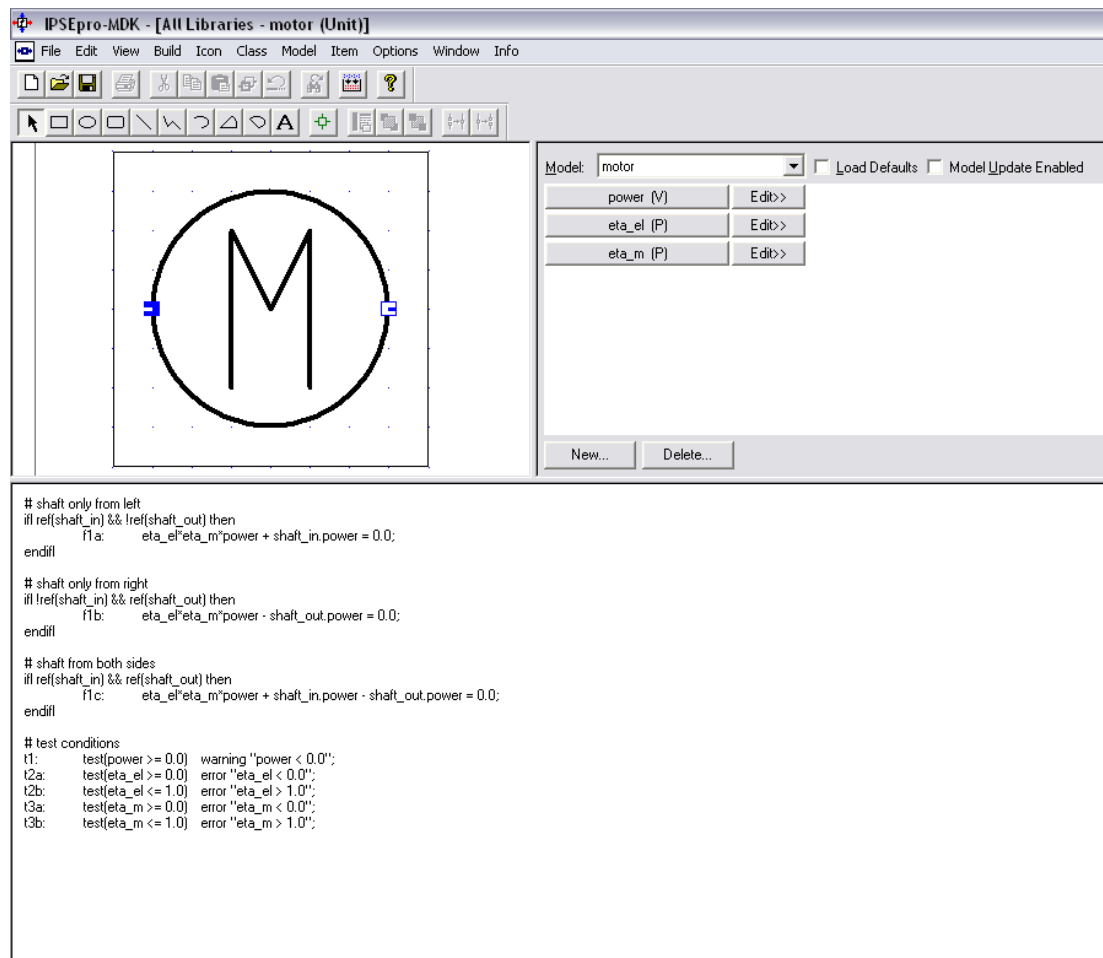 IPSEpro-MDK - [All Libraries - motor (Unit)]
File Edit View Build Icon Class Model Item Options Window Info
A
M
Model: motor Load Defaults Model Update Enabled
power (V) Edit>>
eta_el (P) Edit>>
eta_m (P) Edit>>
New... Delete...
# shaft only from left
ifl ref(shaft_in) && !ref(shaft_out) then
f1a: eta_el*eta_m*power + shaft_in.power = 0.0;
endifl
# shaft only from right
ifl !ref(shaft_in) && ref(shaft_out) then
f1b: eta_el*eta_m*power - shaft_out.power = 0.0;
endifl
# shaft from both sides
ifl ref(shaft_in) && ref(shaft_out) then
f1c: eta_el*eta_m*power + shaft_in.power - shaft_out.power = 0.0;
endifl
# test conditions
t1: test(power >= 0.0) warning "power < 0.0";
t2a: test(eta_el >= 0.0) error "eta_el < 0.0";
t2b: test(eta_el <= 1.0) error "eta_el > 1.0";
t3a: test(eta_m >= 0.0) error "eta_m < 0.0";
t3b: test(eta_m <= 1.0) error "eta_m > 1.0";